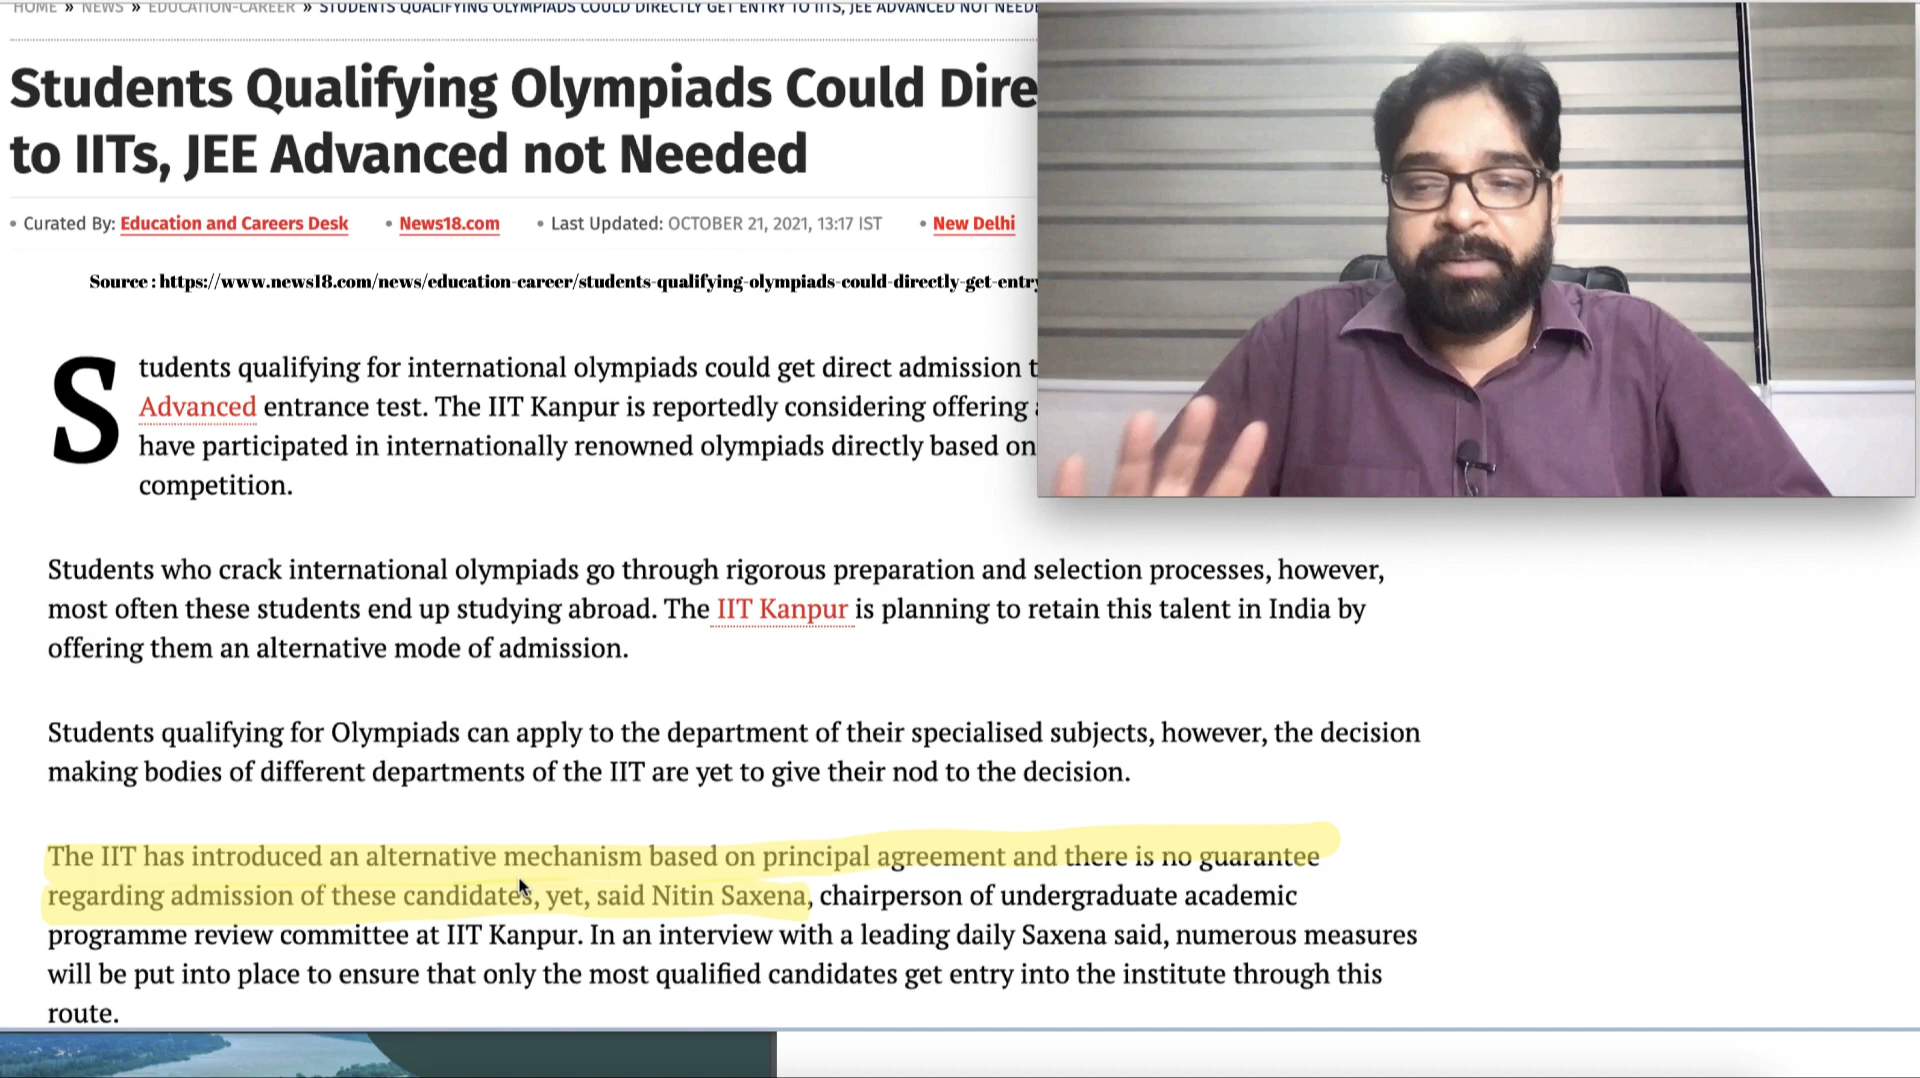 HOME » NEWS » EDUCATION-CAREER » STUDENTS QUALIFYING OLYMPIADS COULD DIRECTLY GET ENTRY TO IITS, JEE ADVANCED NOT
Students Qualifying Olympiads Could
to IITs, JEE Advanced not Needed
• Curated By: Education and Careers Desk • News18.com • Last Updated: OCTOBER 21, 2021, 13:17 IST • New Delhi
Source : https://www.news18.com/news/education-career/students-qualifying-olympiads-could-directly-get-entry
Students qualifying for international olympiads could get direct admission
Advanced entrance test. The IIT Kanpur is reportedly considering offering
have participated in internationally renowned olympiads directly based on
competition.
Students who crack international olympiads go through rigorous preparation and selection processes, however,
most often these students end up studying abroad. The IIT Kanpur is planning to retain this talent in India by
offering them an alternative mode of admission.
Students qualifying for Olympiads can apply to the department of their specialised subjects, however, the decision
making bodies of different departments of the IIT are yet to give their nod to the decision.
The IIT has introduced an alternative mechanism based on principal agreement and there is no guarantee
regarding admission of these candidates, yet, said Nitin Saxena, chairperson of undergraduate academic
programme review committee at IIT Kanpur. In an interview with a leading daily Saxena said, numerous measures
will be put into place to ensure that only the most qualified candidates get entry into the institute through this
route.